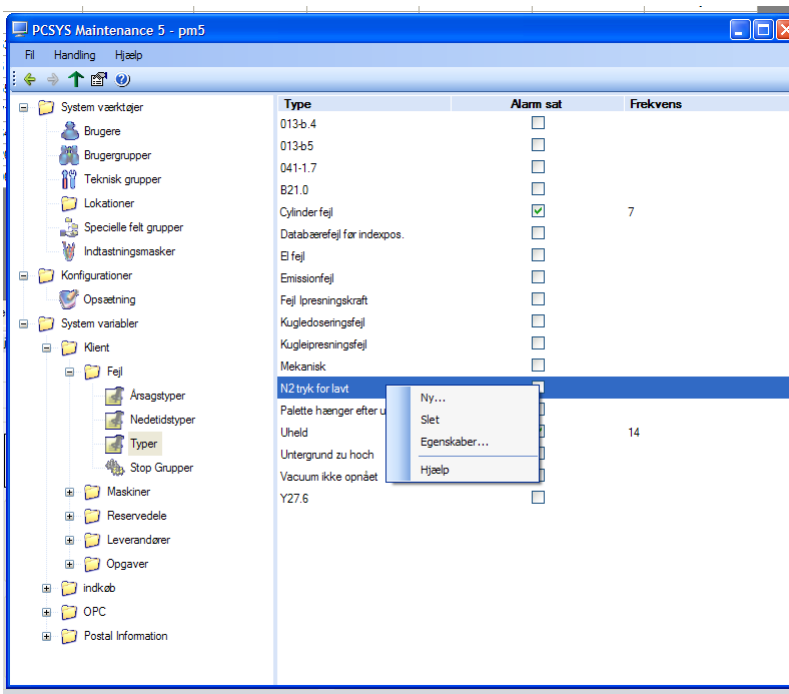 PCSYS Maintenance 5 - pm5
Fil Handling Hjælp
System værktøjer
Brugere
Brugergrupper
Teknisk grupper
Lokationer
Specielle felt grupper
Indtastningsmasker
Konfigurationer
Opsætning
System variabler
Klient
Fejl
Årsagstyper
Nedetidstyper
Typer
Stop Grupper
Maskiner
Reservedele
Leverandører
Opgaver
indkøb
OPC
Postal Information
Type Alarm sat Frekvens
013-b.4
013-b5
041-1.7
B21.0
Cylinder fejl 7
Databærefejl før indexpos.
El fejl
Emissionfejl
Fejl Ipresningskraft
Kugledoseringsfejl
Kugleipresningsfejl
Mekanisk
N2 tryk for lavt
Palette hænger efter u
Uheld 14
Untergrund zu hoch
Vacuum ikke opnået
Y27.6
Ny...
Slet
Egenskaber...
Hjælp